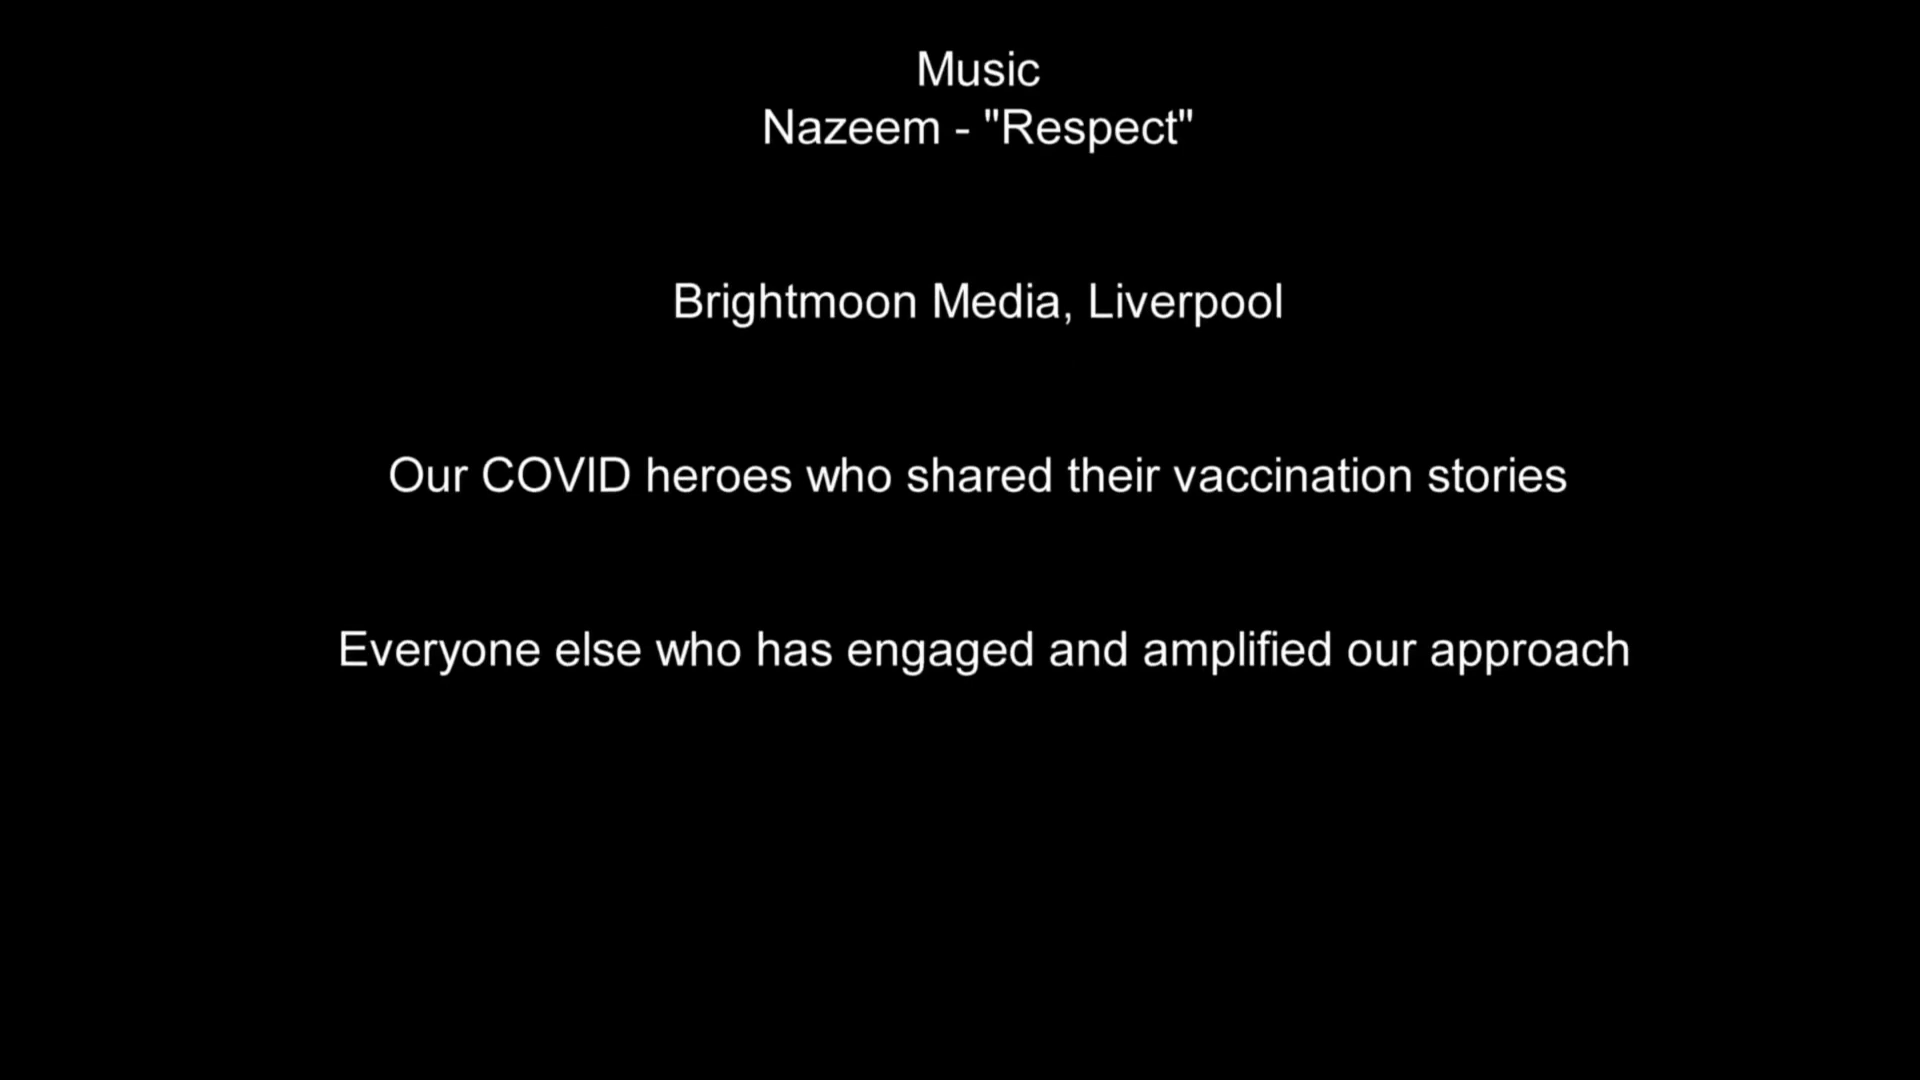 Music
Nazeem - "Respect"
Brightmoon Media, Liverpool
Our COVID heroes who shared their vaccination stories
Everyone else who has engaged and amplified our approach